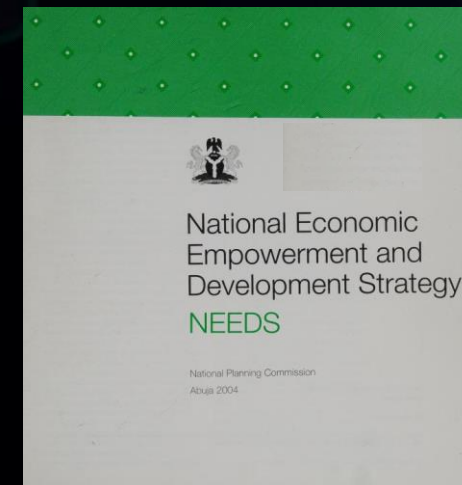 National Economic
Empowerment and
Development Strategy
NEEDS
National Planning Commission
Abuja 2004